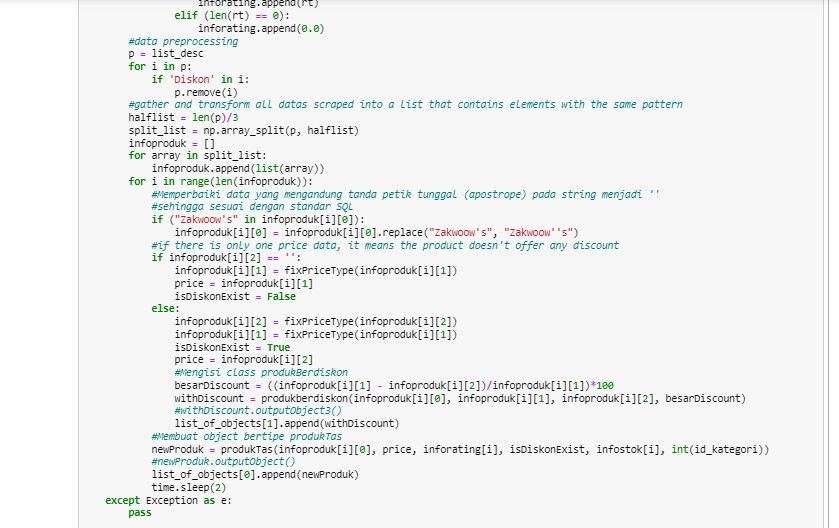 inforating.append(rt)
elif (len(rt) == 0):
inforating.append(0.0)
#data preprocessing
p = list_desc
for i in p:
if 'Diskon' in i:
p.remove(i)
#gather and transform all datas scraped into a list that contains elements with the same pattern
halflist = len(p)/3
split_list = np.array_split(p, halflist)
infoproduk = []
for array in split_list:
infoproduk.append(list(array))
for i in range(len(infoproduk)):
#Memperbaiki data yang mengandung tanda petik tunggal (apostrope) pada string menjadi ''
#sehingga sesuai dengan standar SQL
if ("Zakwoow's" in infoproduk[i][0]):
infoproduk[i][0] = infoproduk[i][0].replace("Zakwoow's", "Zakwoow''s")
#if there is only one price data, it means the product doesn't offer any discount
if infoproduk[i][2] == '':
infoproduk[i][1] = fixPriceType(infoproduk[i][1])
price = infoproduk[i][1]
isDiskonExist = False
else:
infoproduk[i][2] = fixPriceType(infoproduk[i][2])
infoproduk[i][1] = fixPriceType(infoproduk[i][1])
isDiskonExist = True
price = infoproduk[i][2]
#Mengisi class produkBerdiskon
besarDiscount = ((infoproduk[i][1] - infoproduk[i][2])/infoproduk[i][1])*100
withDiscount = produkberdiskon(infoproduk[i][0], infoproduk[i][1], infoproduk[i][2], besarDiscount)
#withDiscount.outputObject3()
list_of_objects[1].append(withDiscount)
#Membuat object bertipe produkTas
newProduk = produkTas(infoproduk[i][0], price, inforating[i], isDiskonExist, infostok[i], int(id_kategori))
#newProduk.outputObject()
list_of_objects[0].append(newProduk)
time.sleep(2)
except Exception as e:
pass